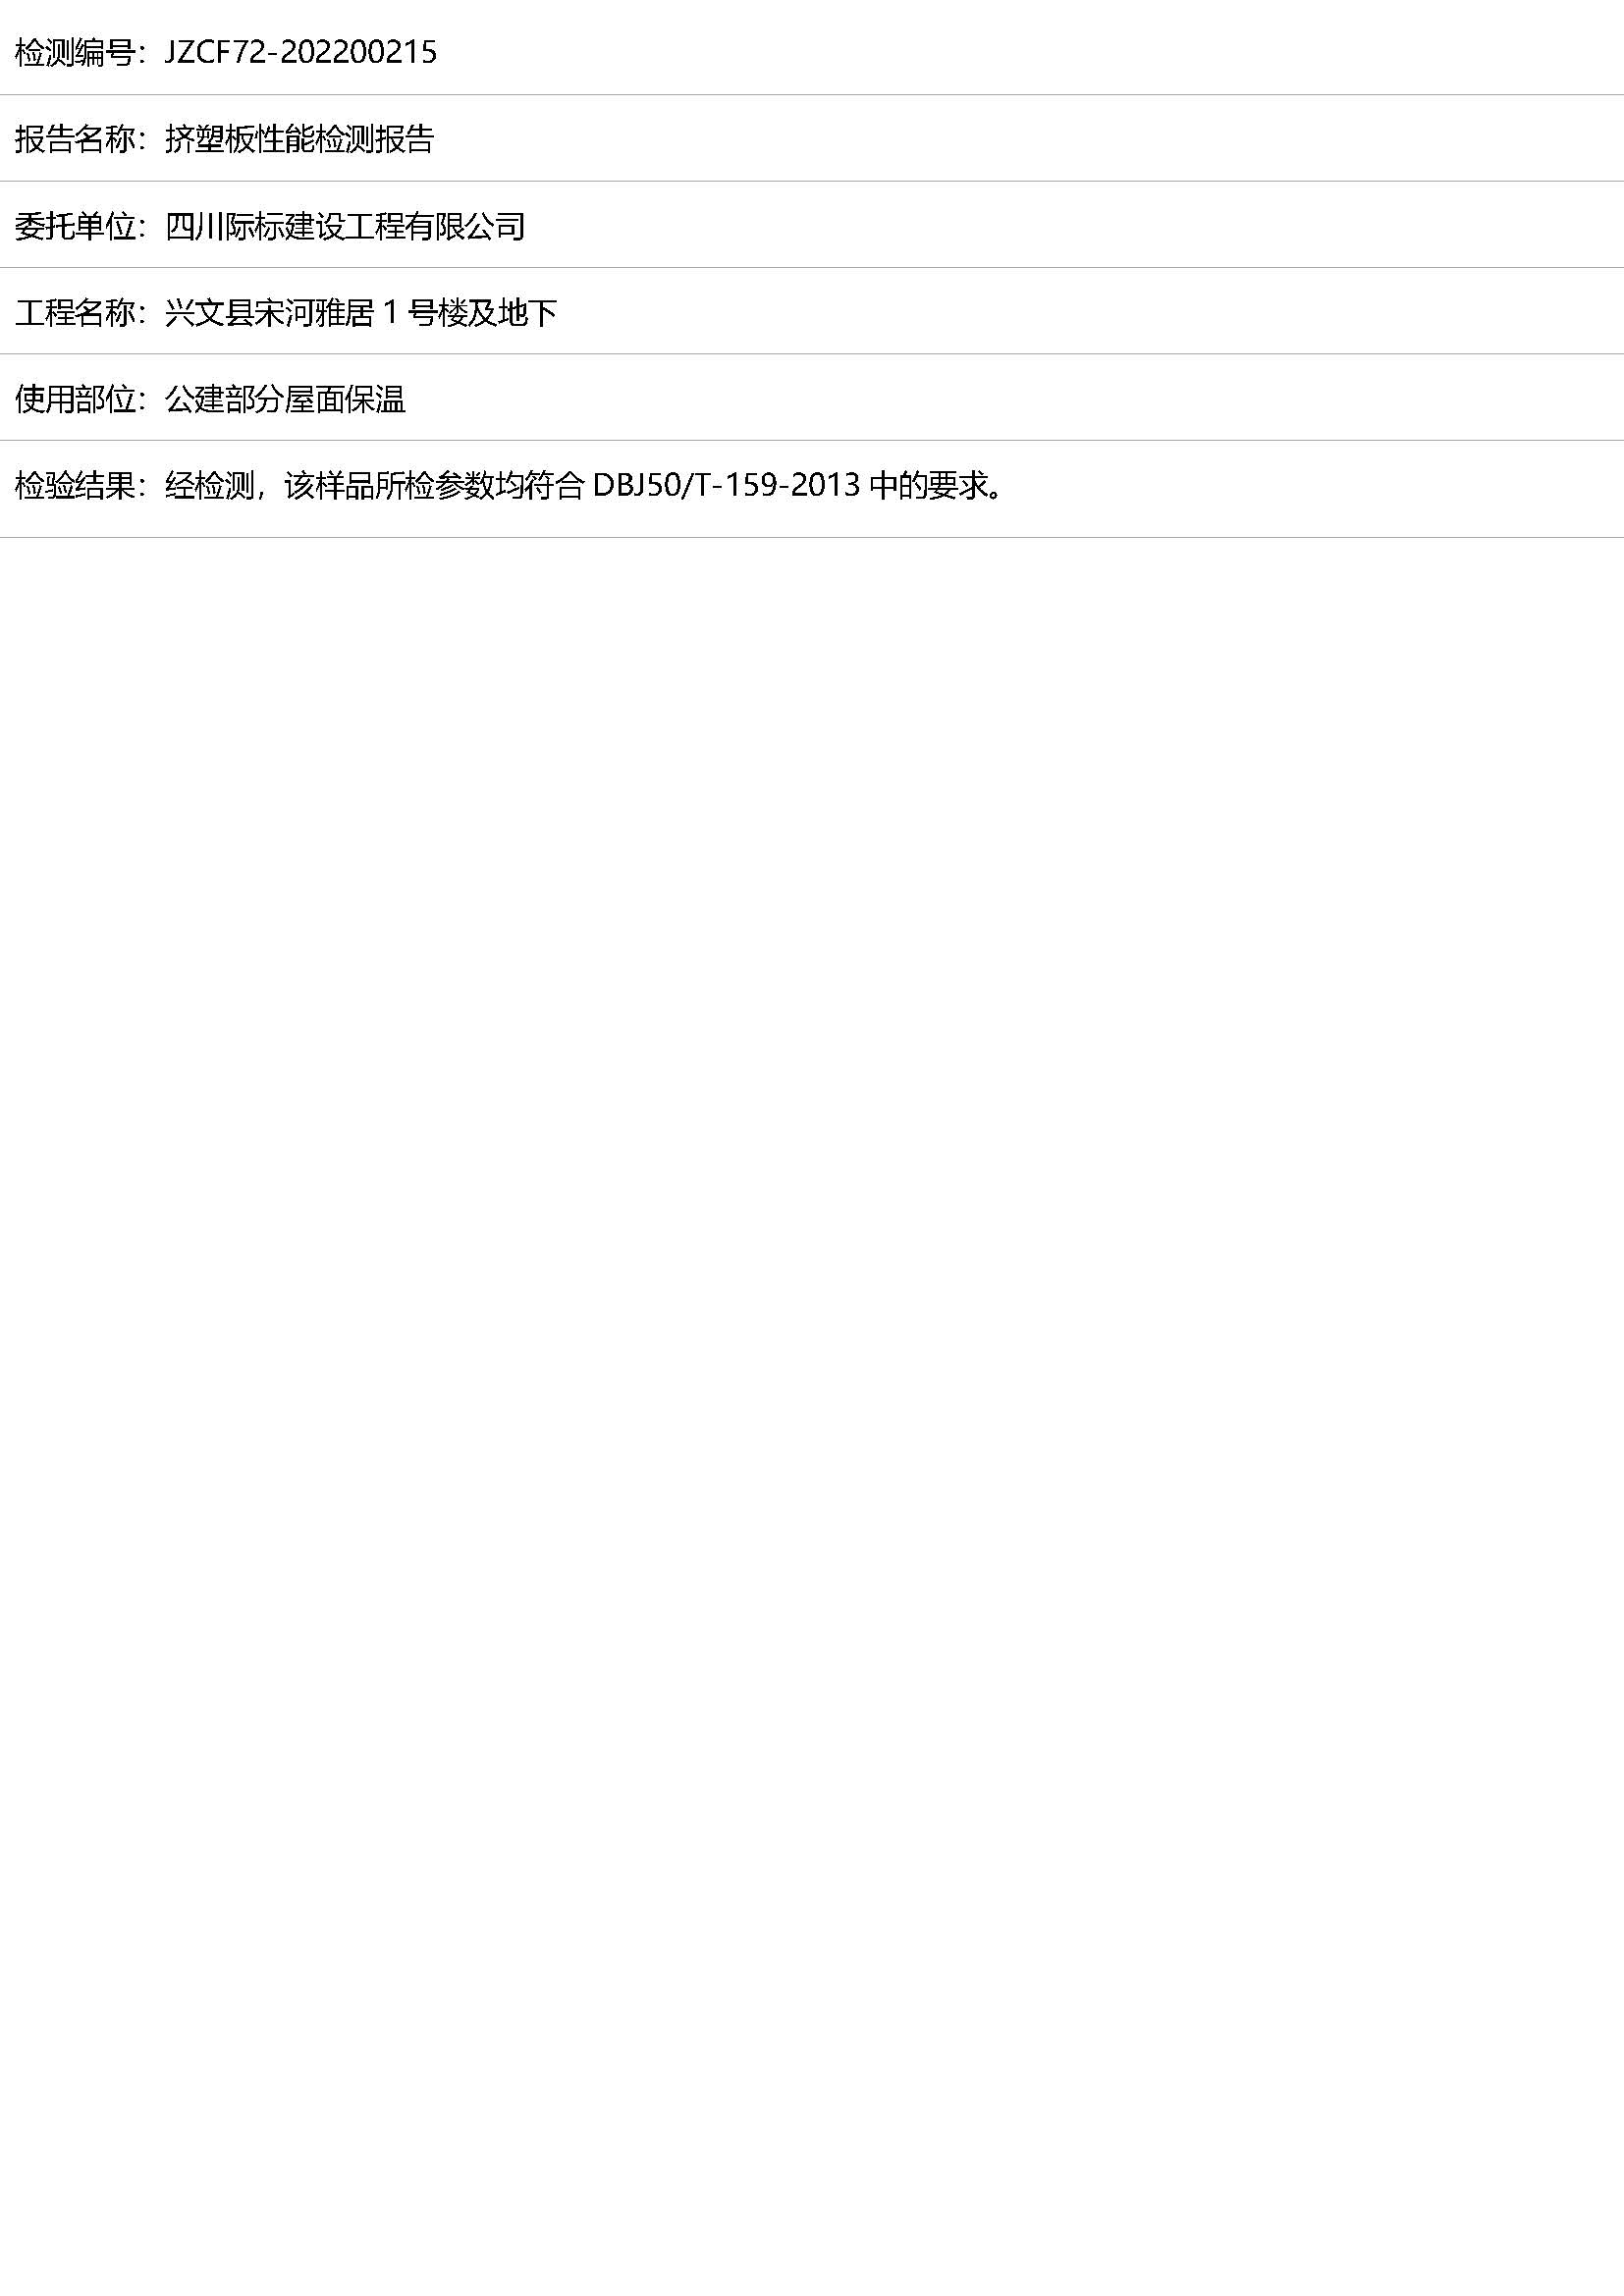 检测编号：JZCF72-202200215
报告名称：挤塑板性能检测报告
委托单位：四川际标建设工程有限公司
工程名称：兴文县宋河雅居 1 号楼及地下
使用部位：公建部分屋面保温
检验结果：经检测，该样品所检参数均符合 DBJ50/T-159-2013 中的要求。